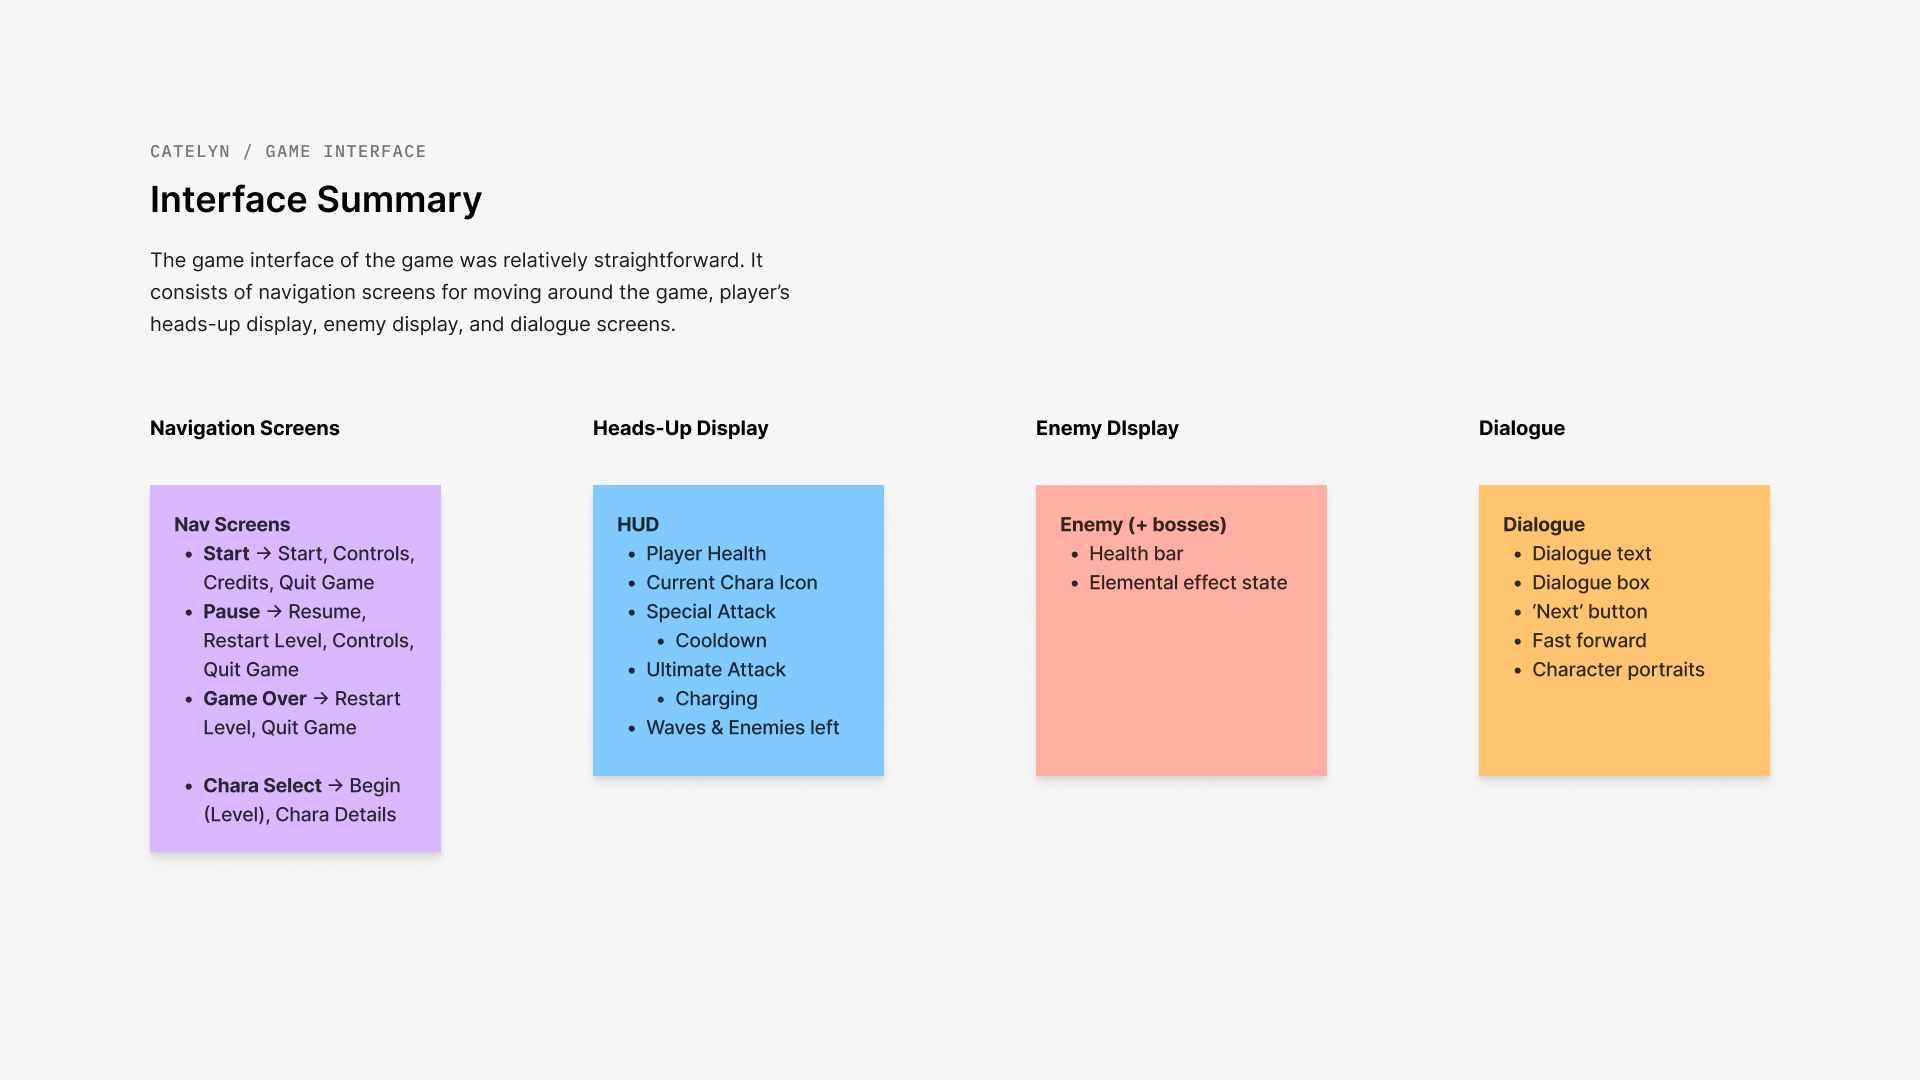 CATELYN / GAME INTERFACE
Interface Summary
The game interface of the game was relatively straightforward. It
consists of navigation screens for moving around the game, player’s
heads-up display, enemy display, and dialogue screens.
Navigation Screens
Nav Screens
• Start → Start, Controls,
Credits, Quit Game
• Pause → Resume,
Restart Level, Controls,
Quit Game
• Game Over → Restart
Level, Quit Game
• Chara Select → Begin
(Level), Chara Details
Heads-Up Display
HUD
• Player Health
• Current Chara Icon
• Special Attack
• Cooldown
• Ultimate Attack
• Charging
• Waves & Enemies left
Enemy DIsplay
Enemy (+ bosses)
• Health bar
• Elemental effect state
Dialogue
Dialogue
• Dialogue text
• Dialogue box
• ‘Next’ button
• Fast forward
• Character portraits